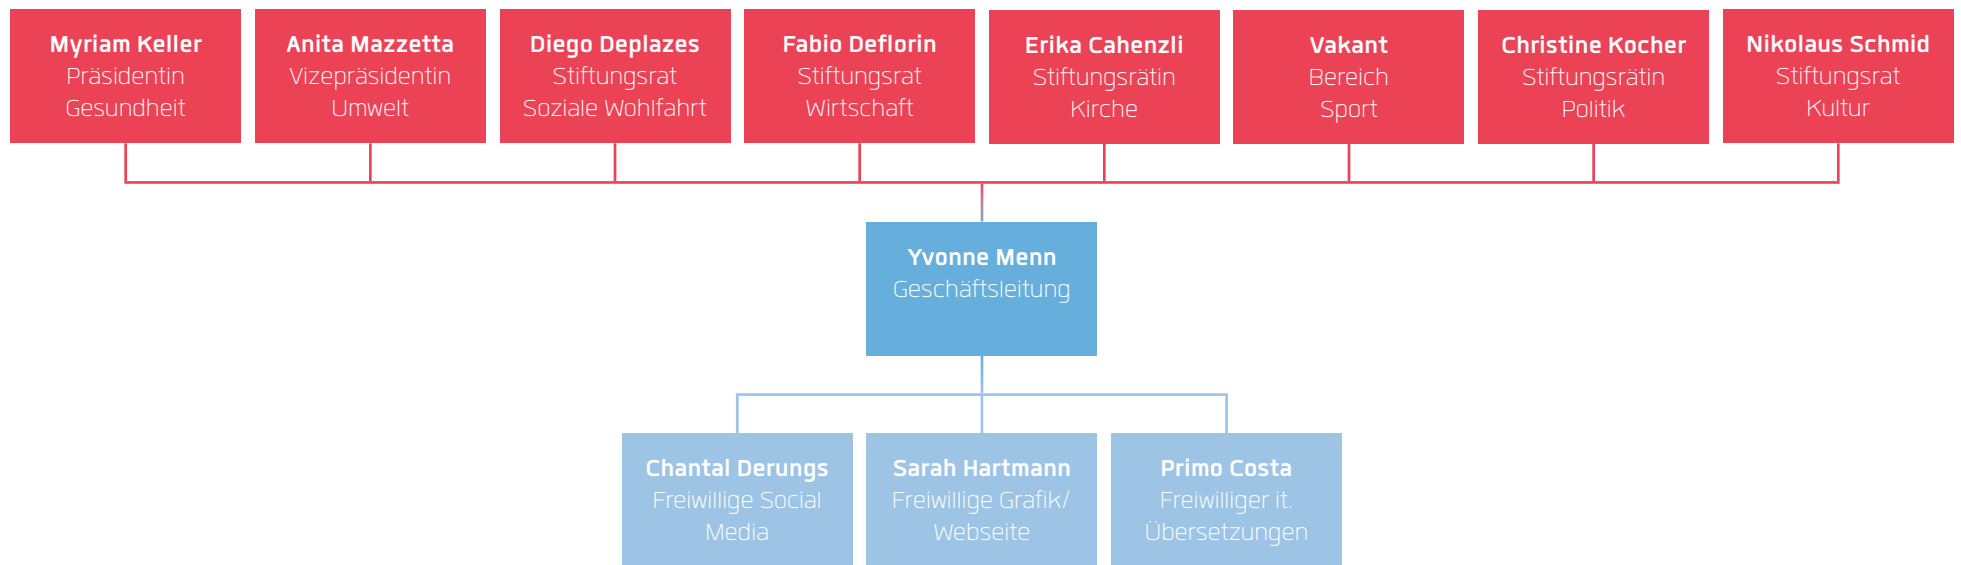 Myriam Keller
Präsidentin
Gesundheit
Anita Mazzetta
Vizepräsidentin
Umwelt
Diego Deplazes
Stiftungsrat
Soziale Wohlfahrt
Fabio Deflorin
Stiftungsrat
Wirtschaft
Erika Cahenzli
Stiftungsrätin
Kirche
Vakant
Bereich
Sport
Christine Kocher
Stiftungsrätin
Politik
Nikolaus Schmid
Stiftungsrat
Kultur
Yvonne Menn
Geschäftsleitung
Chantal Derungs
Freiwillige Social
Media
Sarah Hartmann
Freiwillige Grafik/
Webseite
Primo Costa
Freiwilliger it.
Übersetzungen